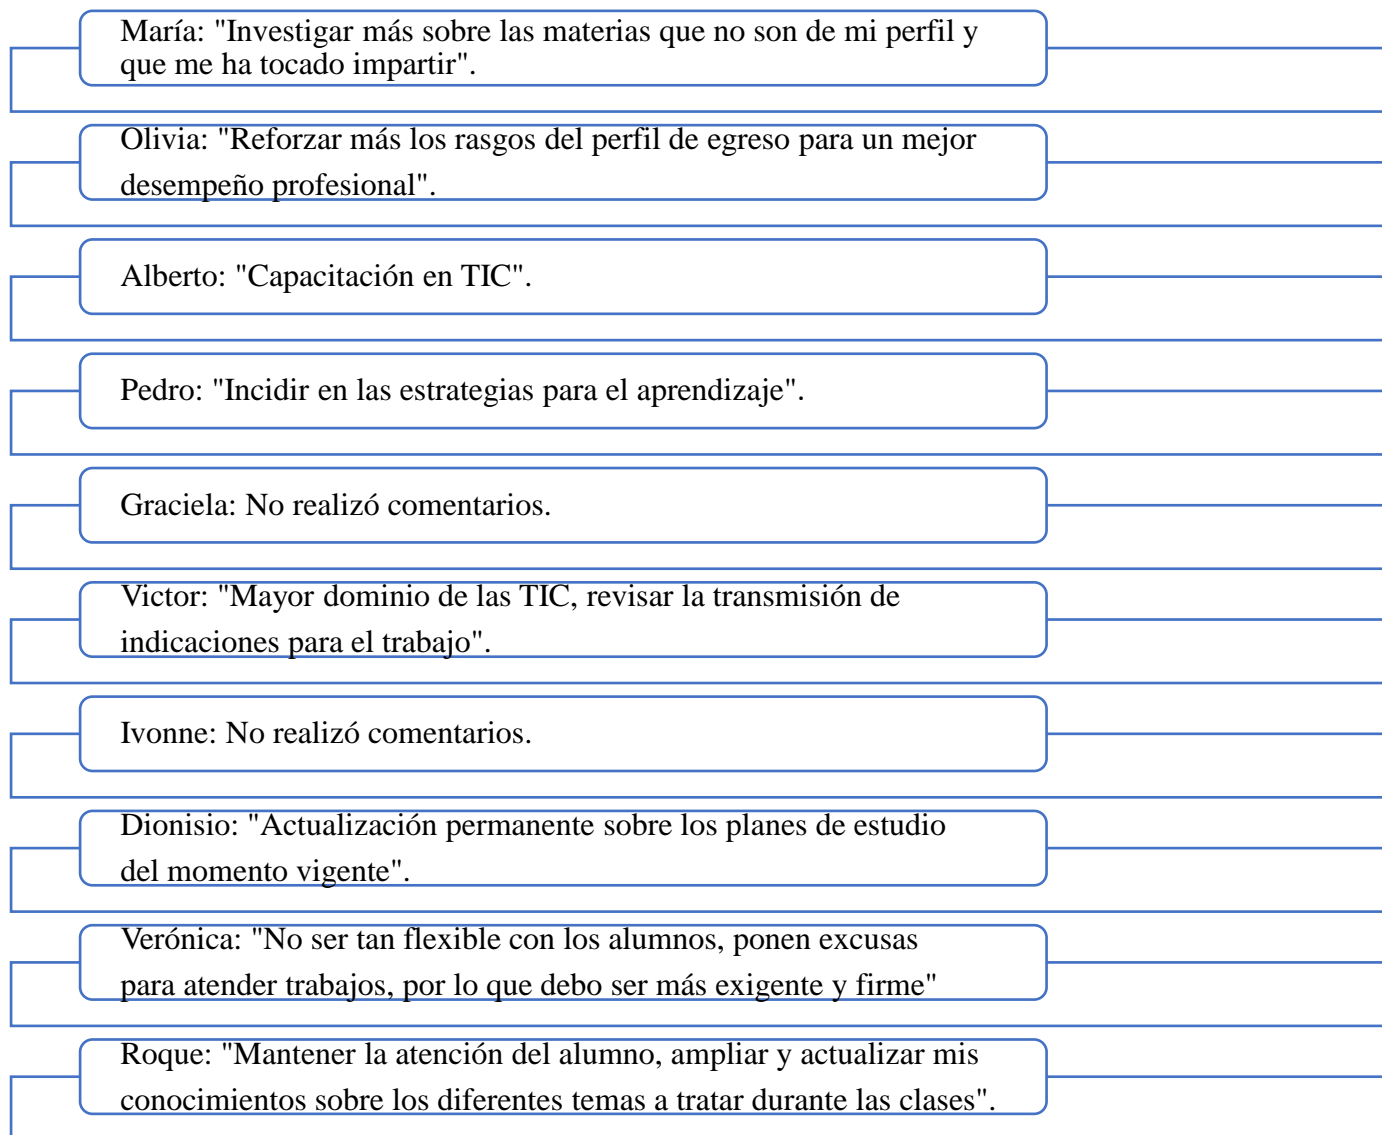 María: "Investigar más sobre las materias que no son de mi perfil y
que me ha tocado impartir".
Olivia: "Reforzar más los rasgos del perfil de egreso para un mejor
desempeño profesional".
Alberto: "Capacitación en TIC".
Pedro: "Incidir en las estrategias para el aprendizaje".
Graciela: No realizó comentarios.
Victor: "Mayor dominio de las TIC, revisar la transmisión de
indicaciones para el trabajo".
Ivonne: No realizó comentarios.
Dionisio: "Actualización permanente sobre los planes de estudio
del momento vigente".
Verónica: "No ser tan flexible con los alumnos, ponen excusas
para atender trabajos, por lo que debo ser más exigente y firme"
Roque: "Mantener la atención del alumno, ampliar y actualizar mis
conocimientos sobre los diferentes temas a tratar durante las clases".